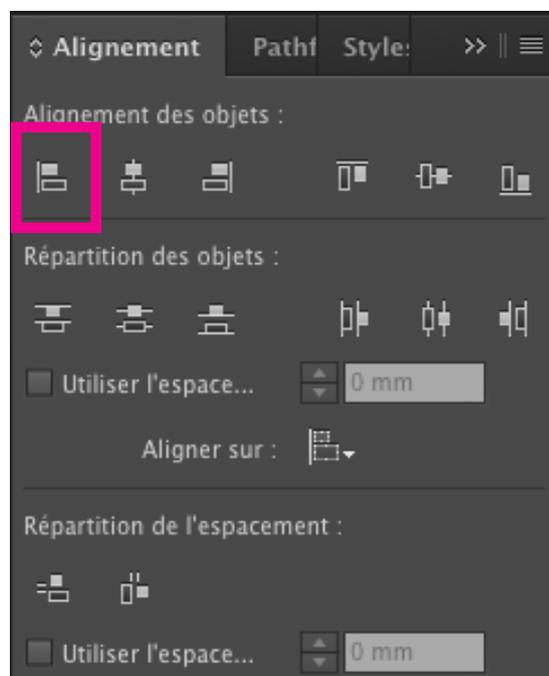 Alignement Pathf Style:
Alignement des objets :
Répartition des objets :
Utiliser l'espace... 0 mm
Aligner sur :
Répartition de l'espacement :
Utiliser l'espace... 0 mm